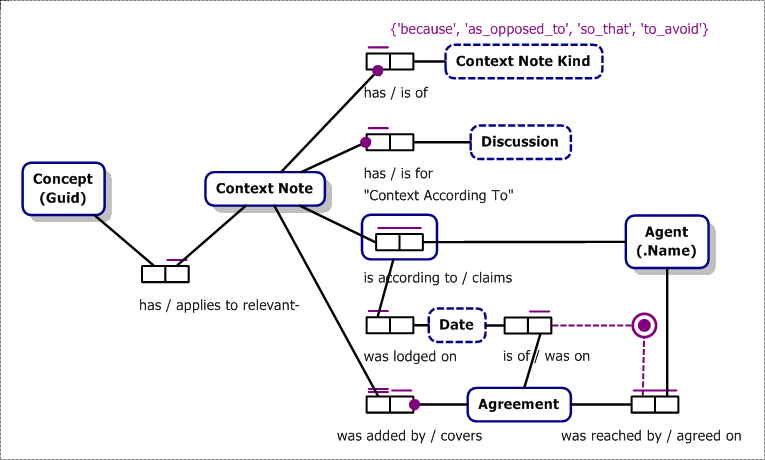 {'because', 'as_opposed_to', 'so_that', 'to_avoid'}
Context Note Kind
has / is of
Discussion
has / is for
"Context According To"
Concept
(Guid)
Context Note
Agent
(.Name)
is according to / claims
has / applies to relevant-
Date
was lodged on
is of / was on
Agreement
was added by / covers
was reached by / agreed on